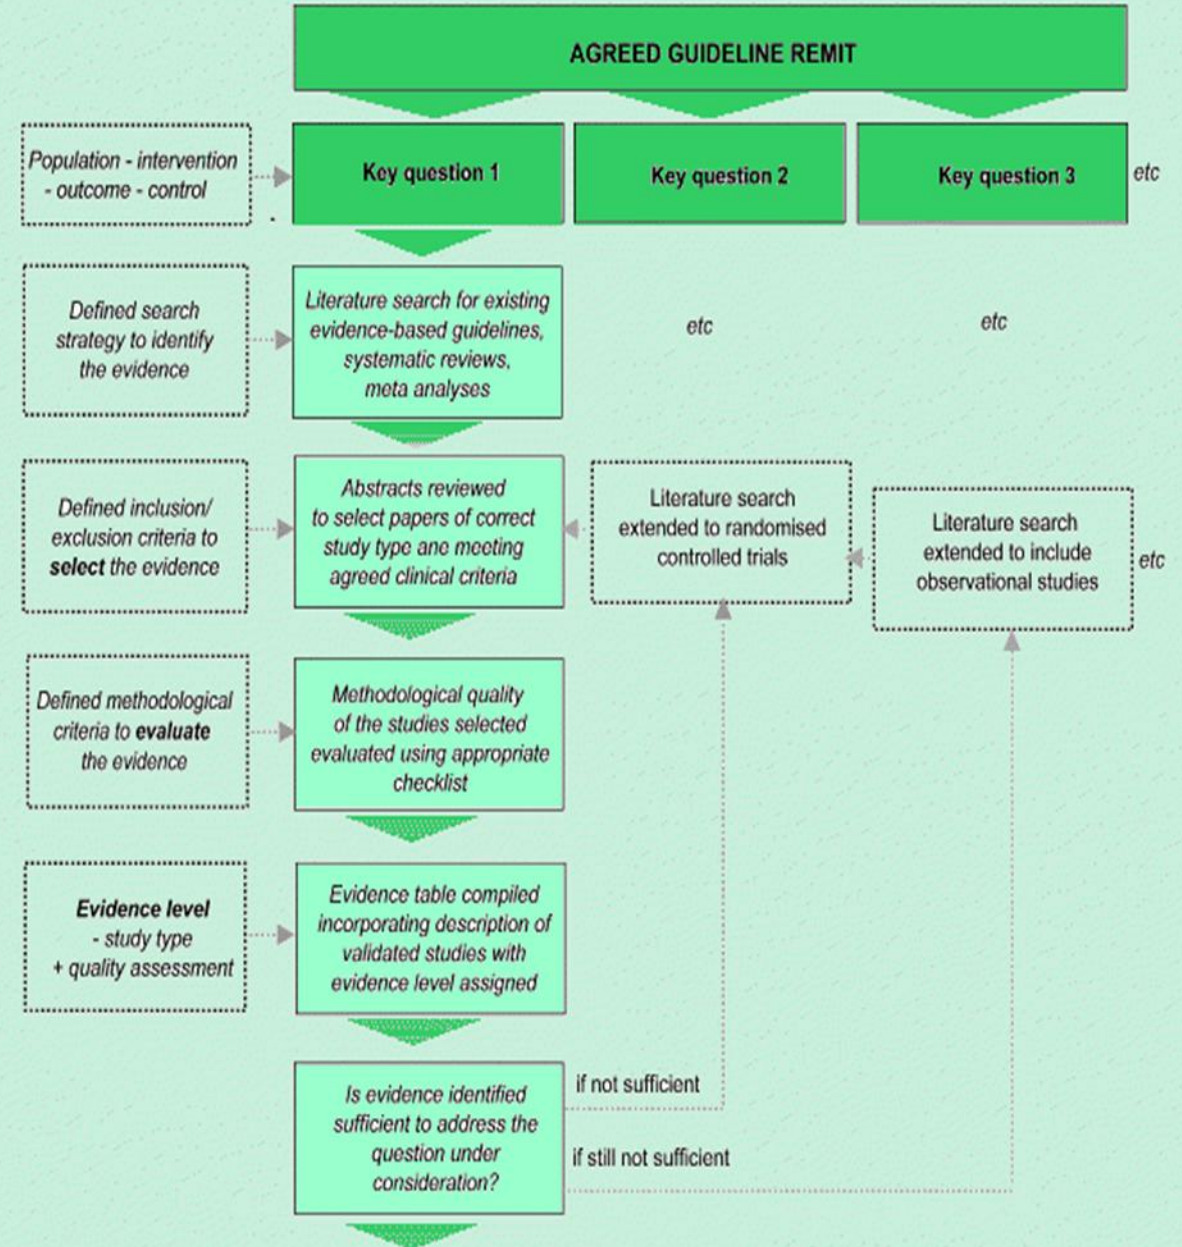 AGREED GUIDELINE REMIT
Population - intervention
- outcome - control
Key question 1
Key question 2
Key question 3
etc
Defined search
strategy to identify
the evidence
Literature search for existing
evidence-based guidelines,
systematic reviews,
meta analyses
etc
etc
Defined inclusion/
exclusion criteria to
select the evidence
Abstracts reviewed
to select papers of correct
study type ane meeting
agreed clinical criteria
Literature search
extended to randomised
controlled trials
Literature search
extended to include
observational studies
etc
Defined methodological
criteria to evaluate
the evidence
Methodological quality
of the studies selected
evaluated using appropriate
checklist
Evidence level
- study type
+ quality assessment
Evidence table compiled
incorporating description of
validated studies with
evidence level assigned
Is evidence identified
sufficient to address the
question under
consideration?
if not sufficient
if still not sufficient